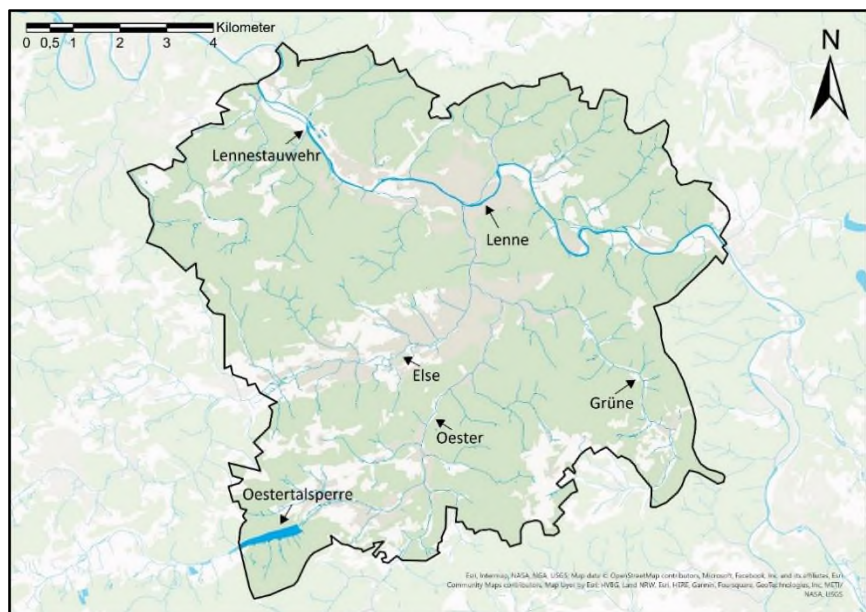 Kilometer
0 0,5 1 2 3 4
N
Lennestauwehr
Lenne
Else
Grüne
Oester
Oestertalsperre
Esri, Intermap, NASA, NGA, USGS; Map data © OpenStreetMap contributors, Microsoft, Facebook, Inc. and its affiliates, Esri
Community Maps contributors, Map layer by Esri; Land NRW, Esri, HERE, Garmin, Foursquare, GeoTechnologies, Inc, METI/
NASA, USGS